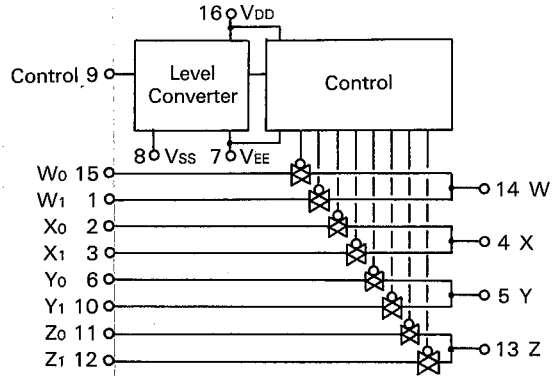 16 VDD
Control 9
Level
Converter
Control
8 VSS
7 VEE
W0 15
W1 1
14 W
X0 2
X1 3
4 X
Y0 6
Y1 10
5 Y
Z0 11
Z1 12
13 Z